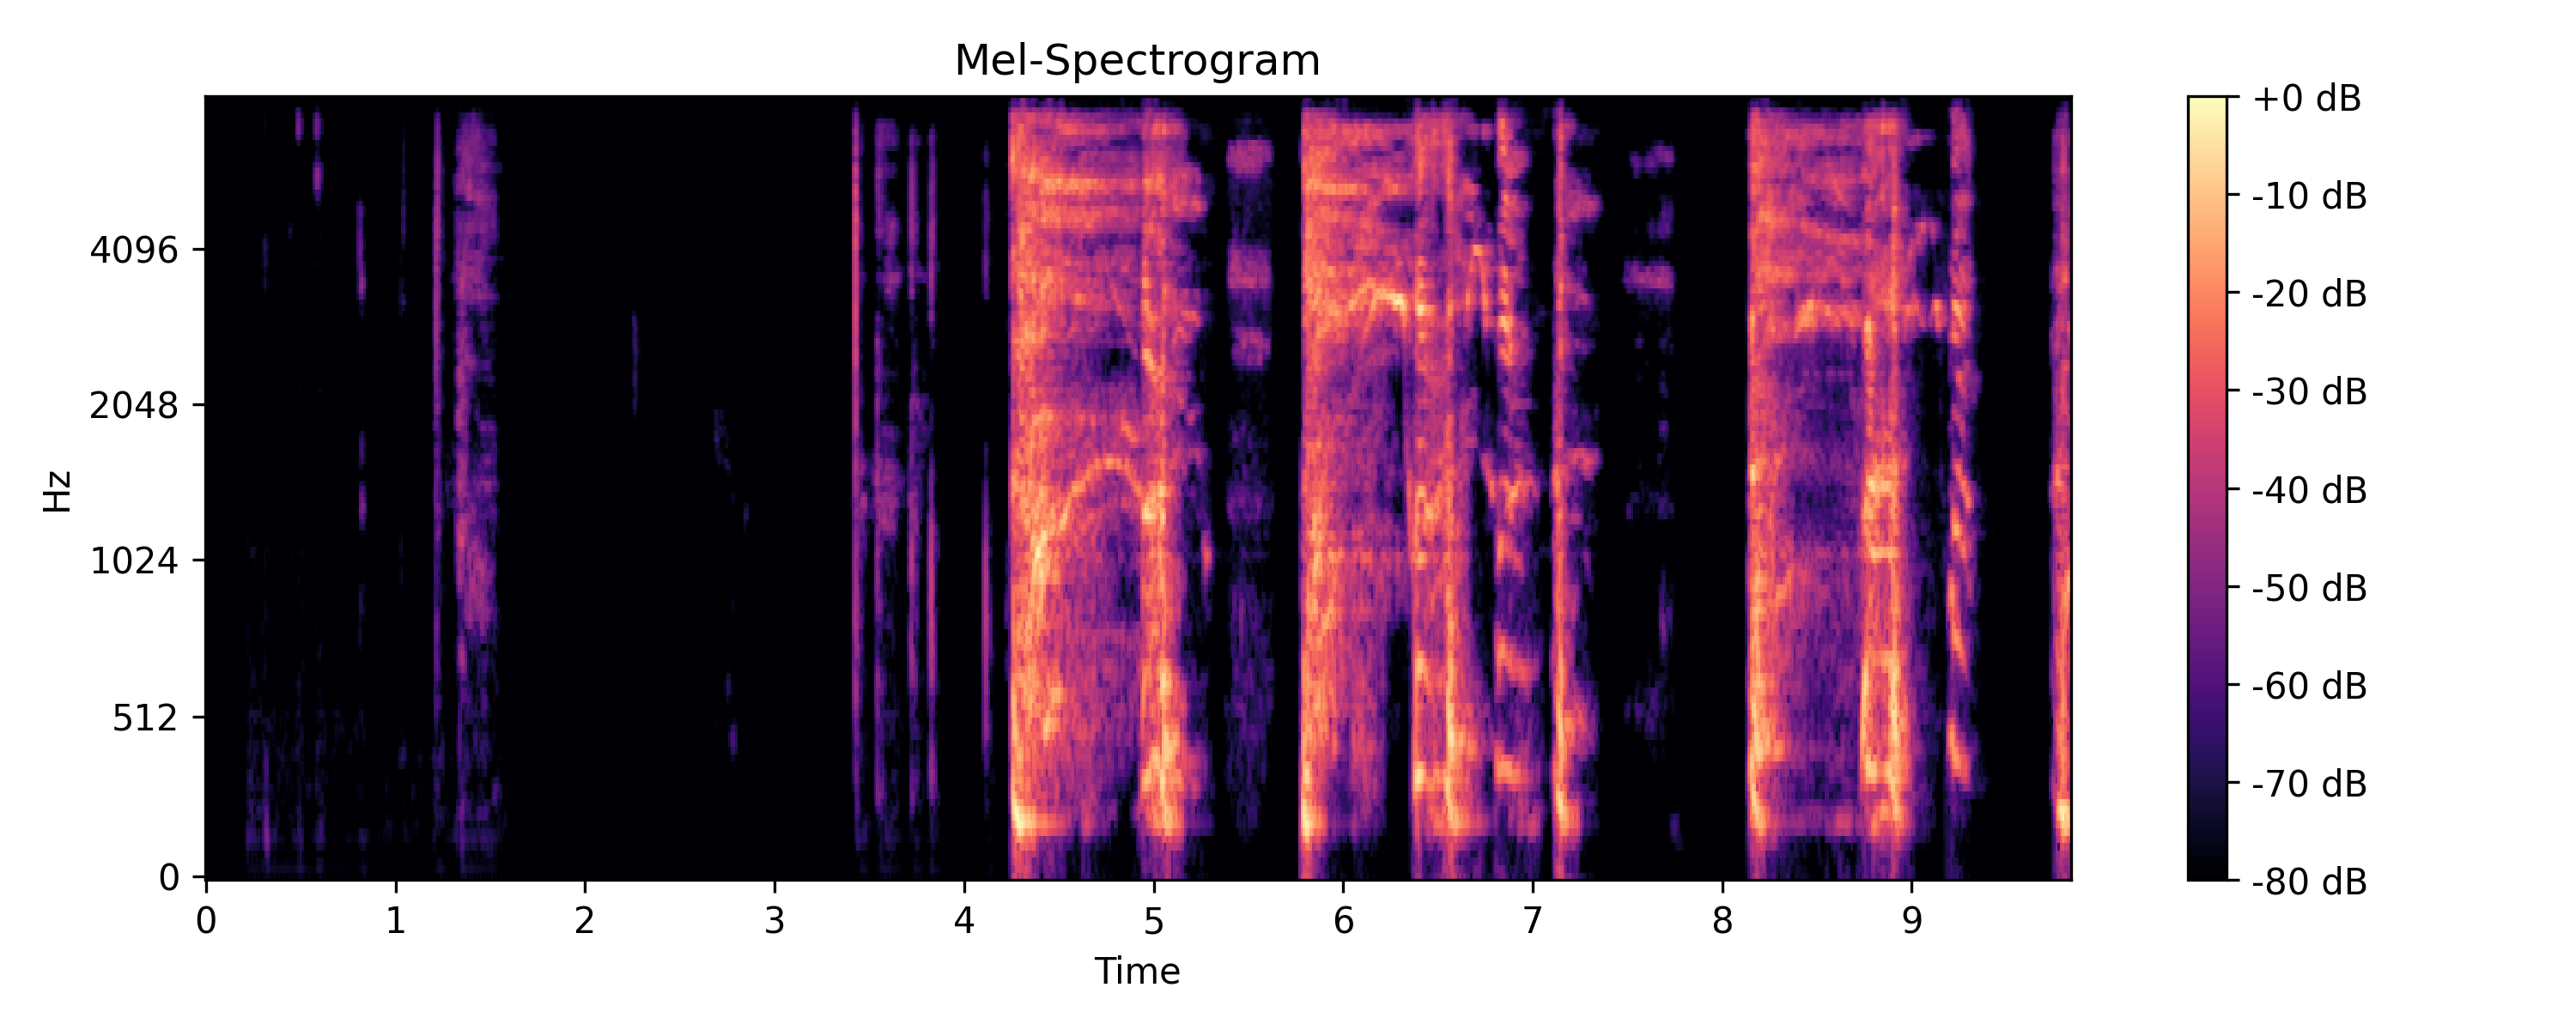 Mel-Spectrogram
+0 dB
-10 dB
-20 dB
-30 dB
-40 dB
-50 dB
-60 dB
-70 dB
-80 dB
Hz
4096
2048
1024
512
0
0 1 2 3 4 5 6 7 8 9
Time